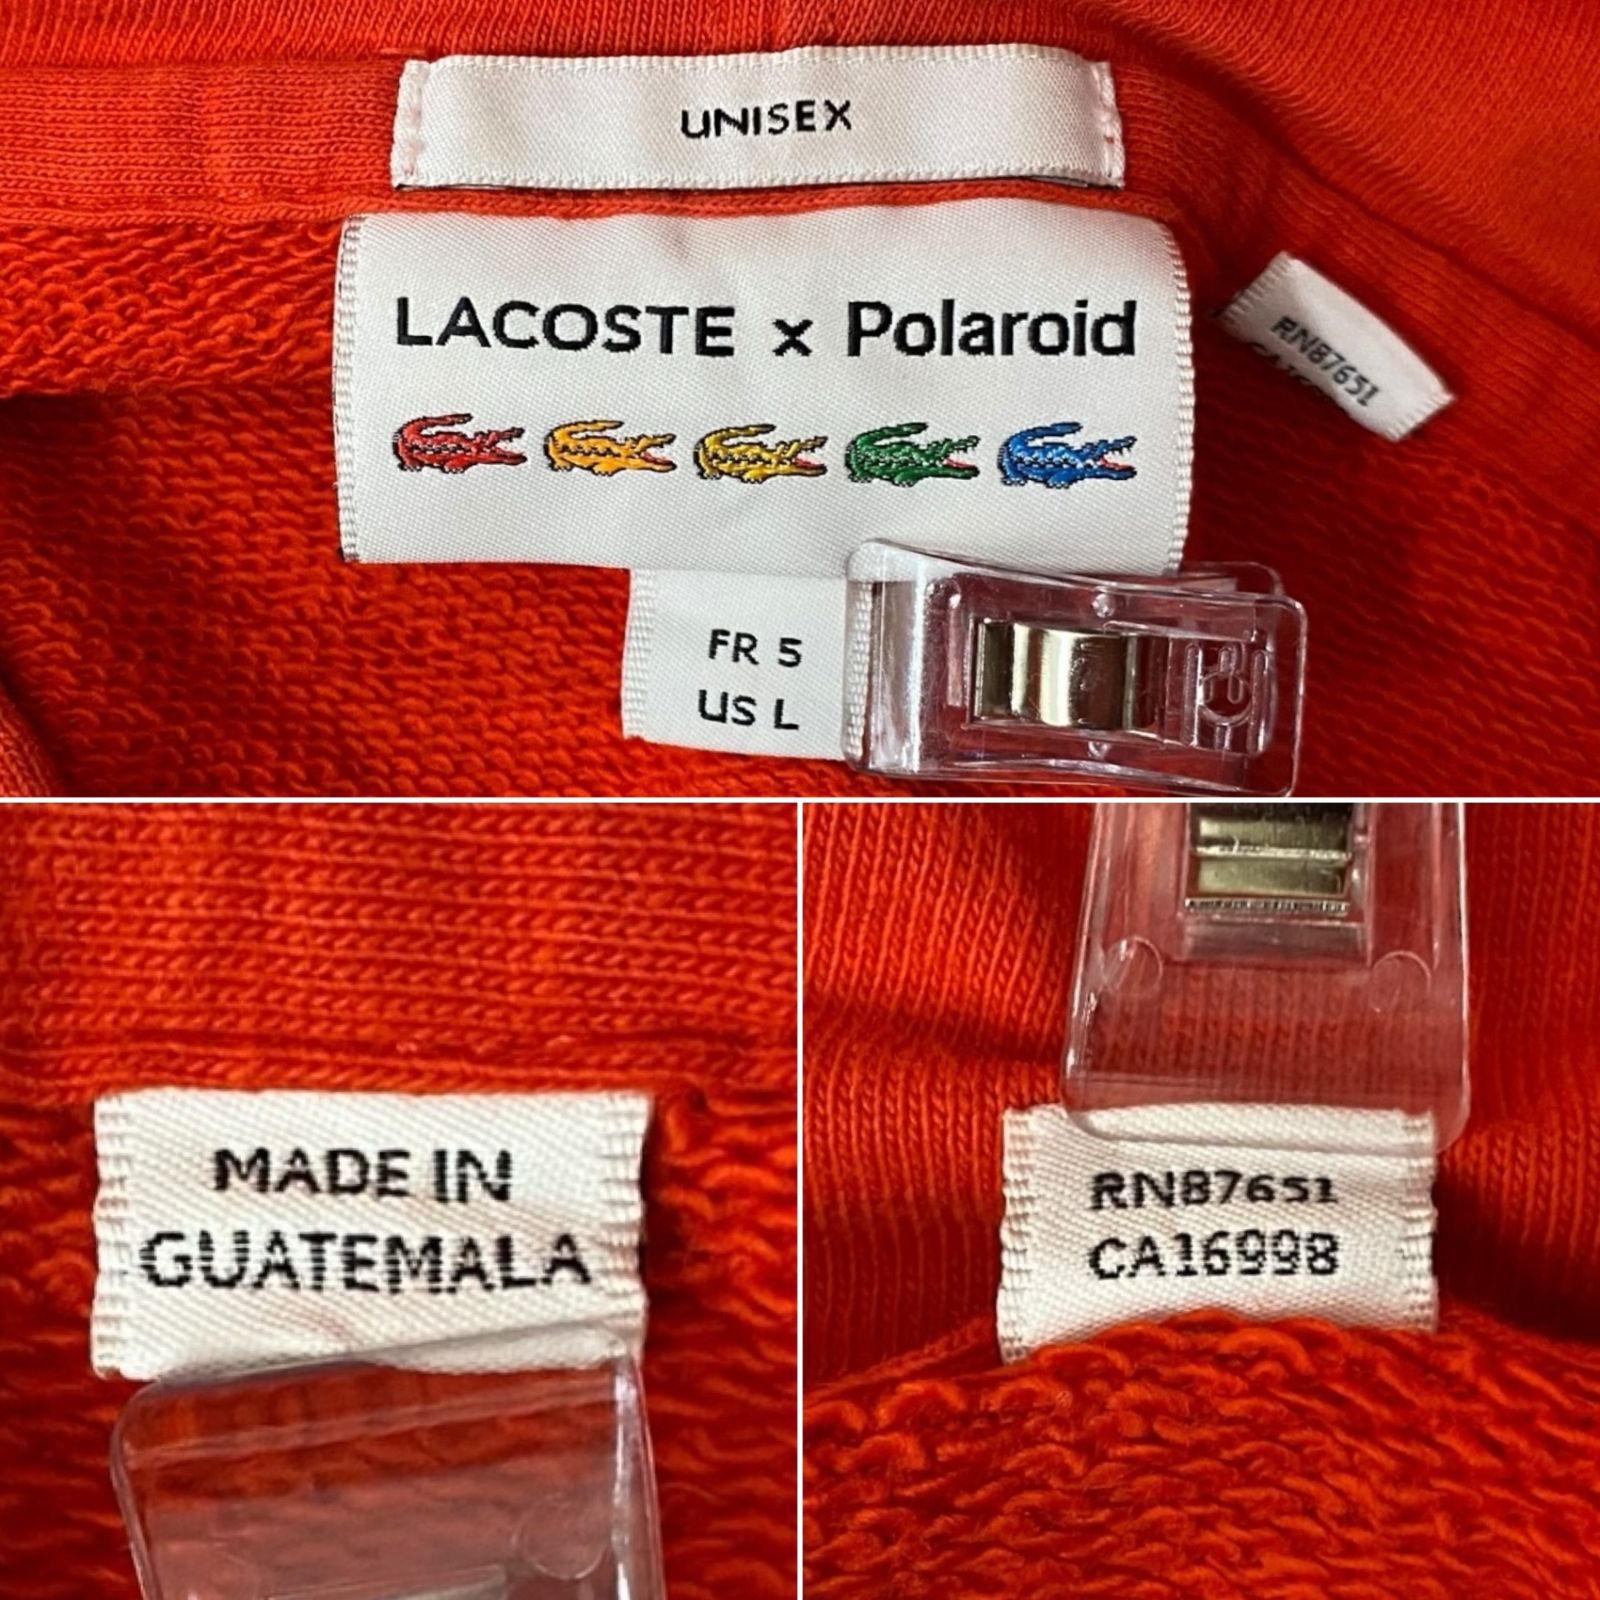 UNISEX
LACOSTE x Polaroid
RN87651
FR 5
US L
MADE IN
GUATEMALA
RN87651
CA16998